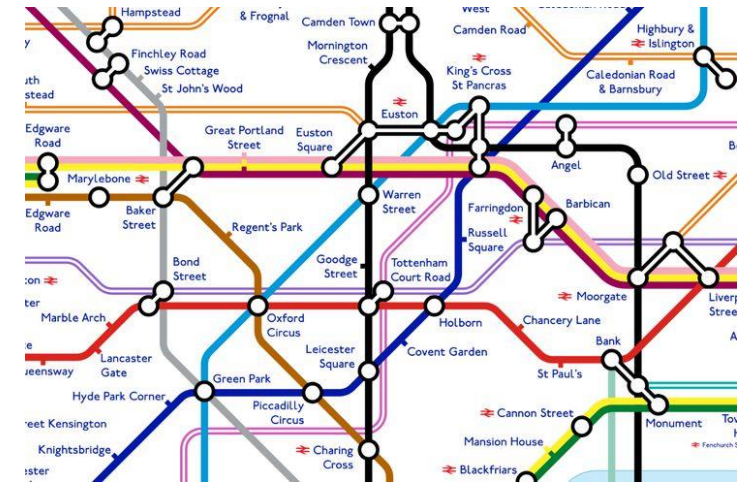 Hampstead
& Frognal
Camden Town
West
Camden Road
Highbury &
Islington
Mornington
Crescent
Finchley Road
Swiss Cottage
St John's Wood
King's Cross
St Pancras
Caledonian Road
& Barnsbury
Euston
Edgware
Road
Great Portland
Street
Euston
Square
Marylebone
Angel
Old Street
Edgware
Road
Baker
Street
Warren
Street
Farringdon
Barbican
Regent's Park
Russell
Square
Bond
Street
Goodge
Street
Tottenham
Court Road
Marble Arch
Oxford
Circus
Holborn
Moorgate
Chancery Lane
Bank
Lancaster
Gate
Leicester
Square
Covent Garden
St Paul's
Hyde Park Corner
Green Park
Piccadilly
Circus
Cannon Street
Monument
Knightsbridge
Charing
Cross
Mansion House
Blackfriars